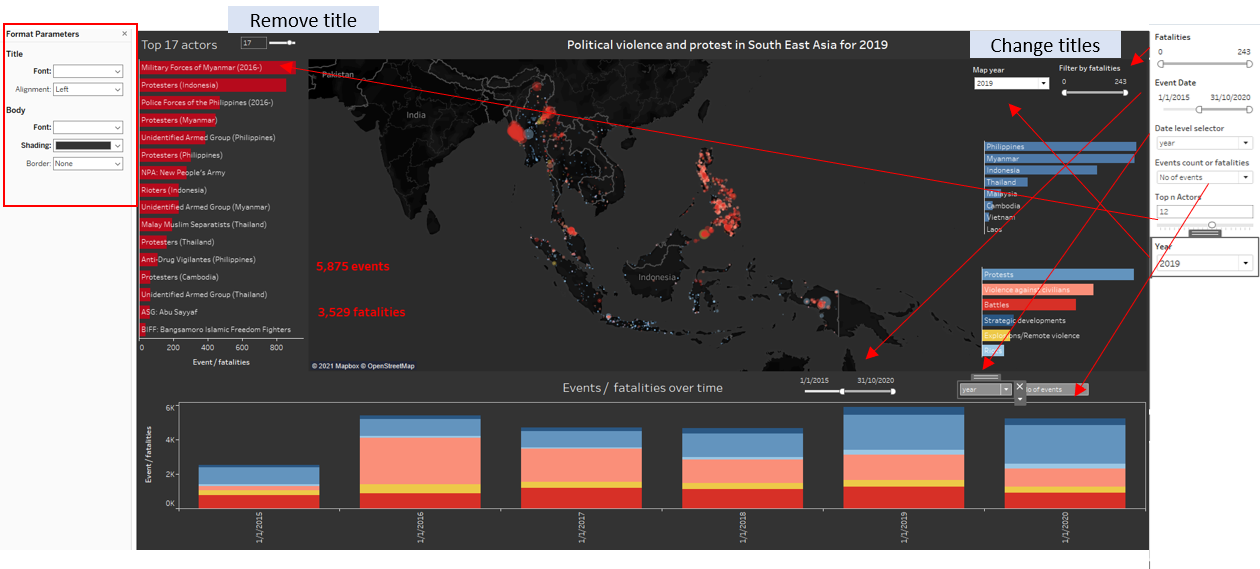 Remove title
Format Parameters
Title
Font:
Alignment: Left
Body
Font:
Shading:
Border: None
Top 17 actors
17
Political violence and protest in South East Asia for 2019
Change titles
Military Forces of Myanmar (2016-)
Protesters (Indonesia)
Police Forces of the Philippines (2016-)
Protesters (Myanmar)
Unidentified Armed Group (Philippines)
Protesters (Philippines)
NPA: New People's Army
Rioters (Indonesia)
Unidentified Armed Group (Myanmar)
Malay Muslim Separatists (Thailand)
Protesters (Thailand)
Anti-Drug Vigilantes (Philippines)
Protesters (Cambodia)
Unidentified Armed Group (Thailand)
ASG: Abu Sayyaf
BIFF: Bangsamoro Islamic Freedom Fighters
0 200 400 600 800
Event / fatalities
Pakistan
India
Indonesia
5,875 events
3,529 fatalities
© 2021 Mapbox © OpenStreetMap
Map year
2019
Filter by fatalities
0 243
Philippines
Myanmar
Indonesia
Thailand
Malaysia
Cambodia
Vietnam
Laos
Protests
Violence against civilians
Battles
Strategic developments
Explosions/Remote violence
Fatalities
0 243
Event Date
1/1/2015 31/10/2020
Date level selector
year
Events count or fatalities
No of events
Top n Actors
12
Year
2019
Events / fatalities over time
1/1/2015 31/10/2020
year
No of events
Event / fatalities
6K
4K
2K
0K
1/1/2015
1/1/2016
1/1/2017
1/1/2018
1/1/2019
1/1/2020